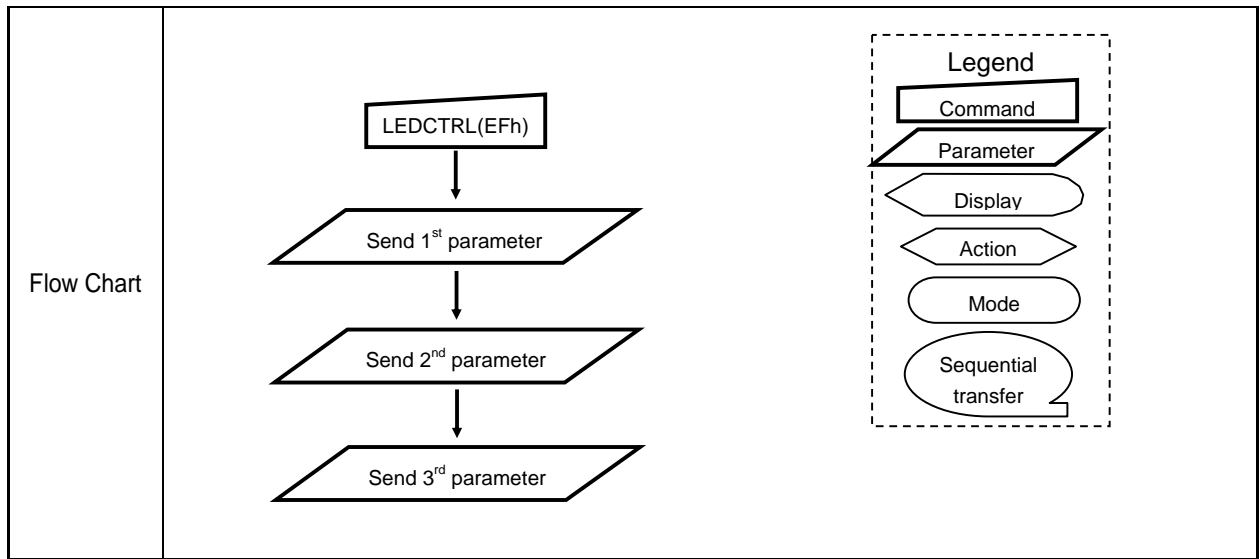 Flow Chart
LEDCTRL(EFh)
Send 1st parameter
Send 2nd parameter
Send 3rd parameter
Legend
Command
Parameter
Display
Action
Mode
Sequential
transfer